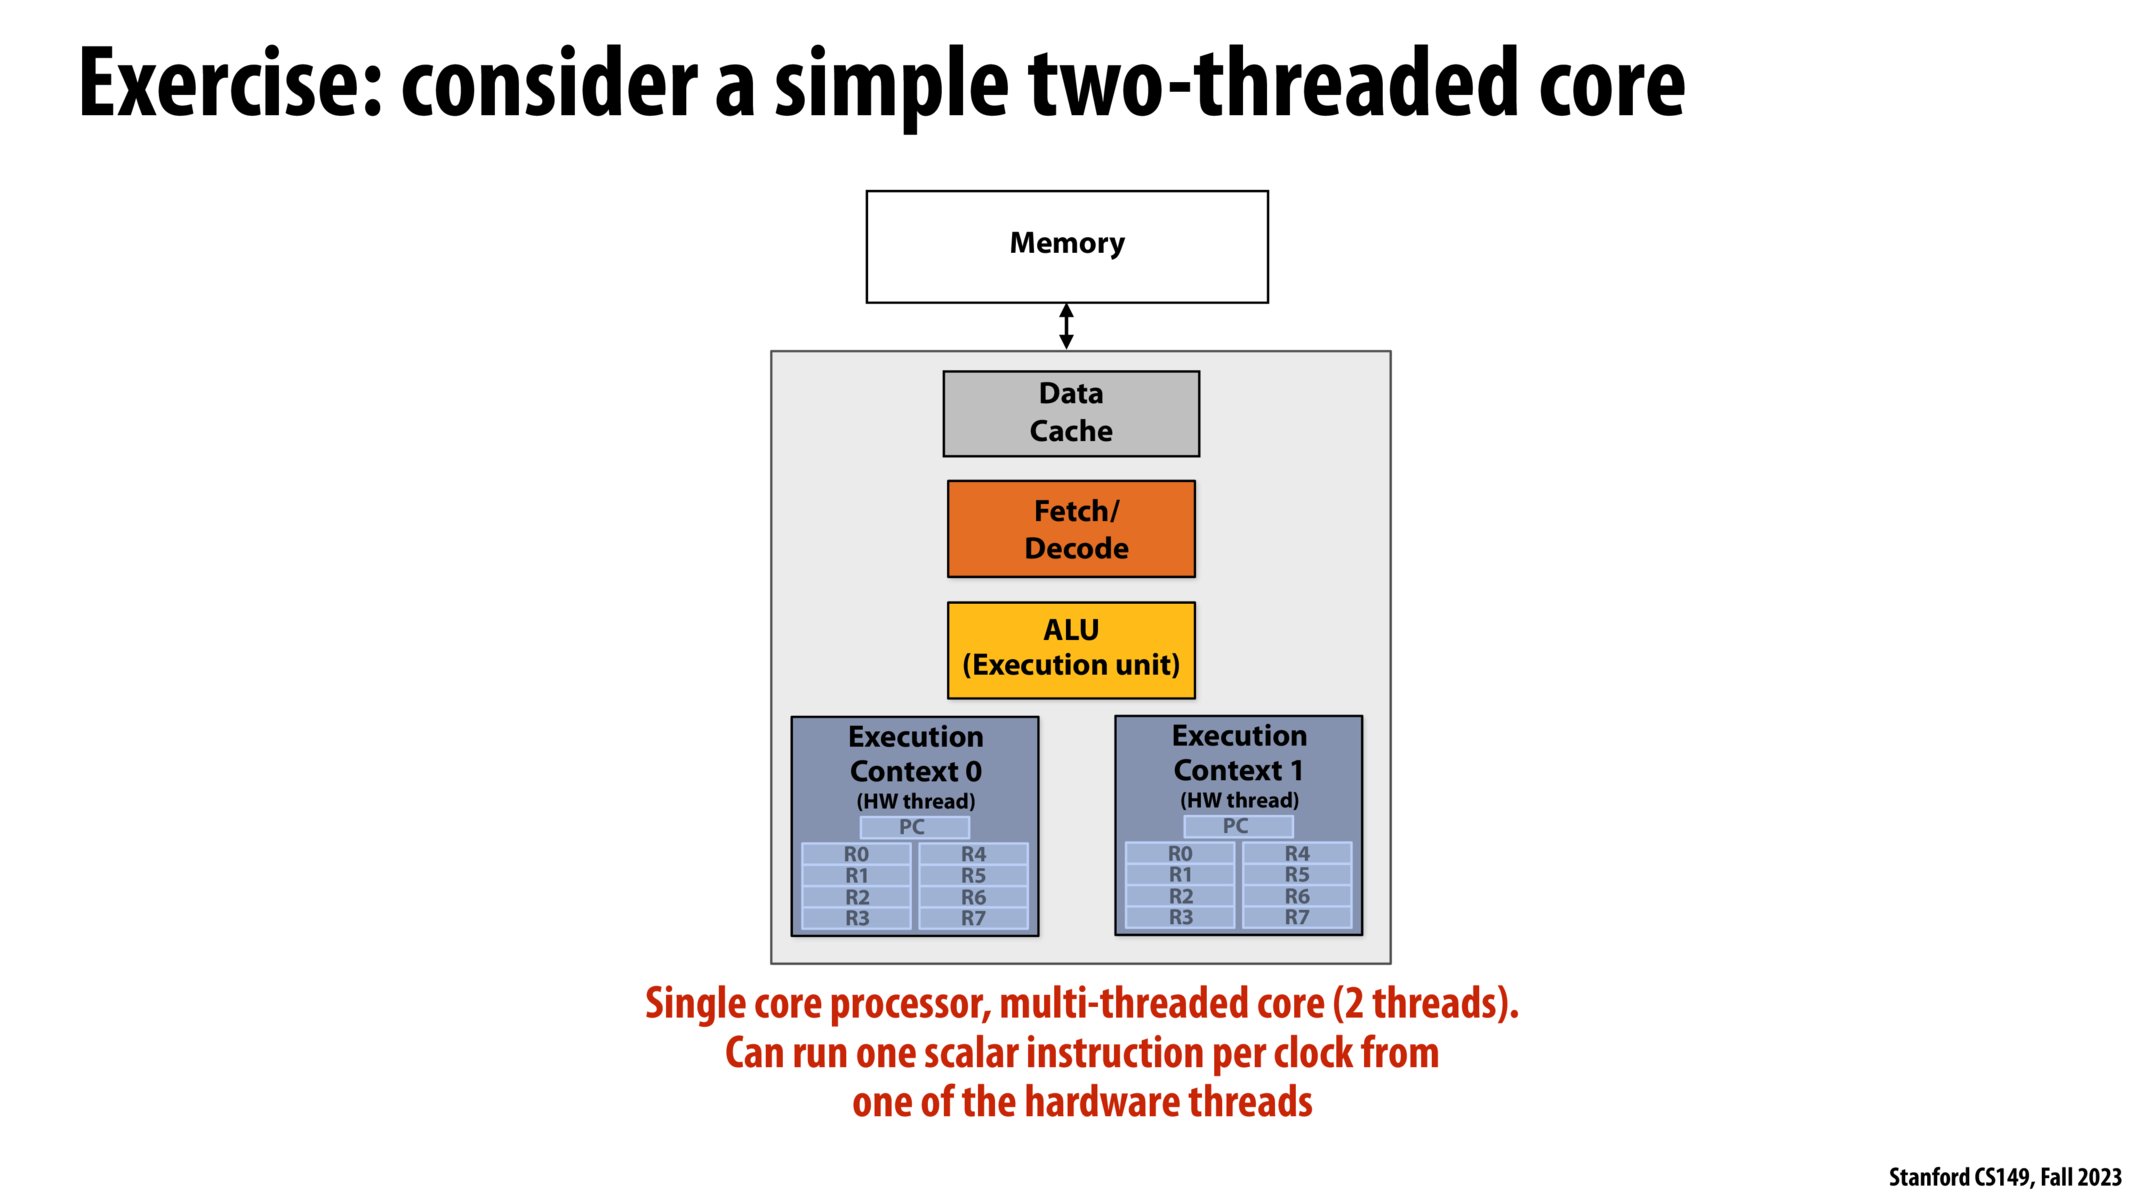 Exercise: consider a simple two-threaded core
Memory
Data
Cache
Fetch/
Decode
ALU
(Execution unit)
Execution
Context 0
(HW thread)
PC
R0
R4
R1
R5
R2
R6
R3
R7
Execution
Context 1
(HW thread)
PC
R0
R4
R1
R5
R2
R6
R3
R7
Single core processor, multi-threaded core (2 threads).
Can run one scalar instruction per clock from
one of the hardware threads
Stanford CS149, Fall 2023